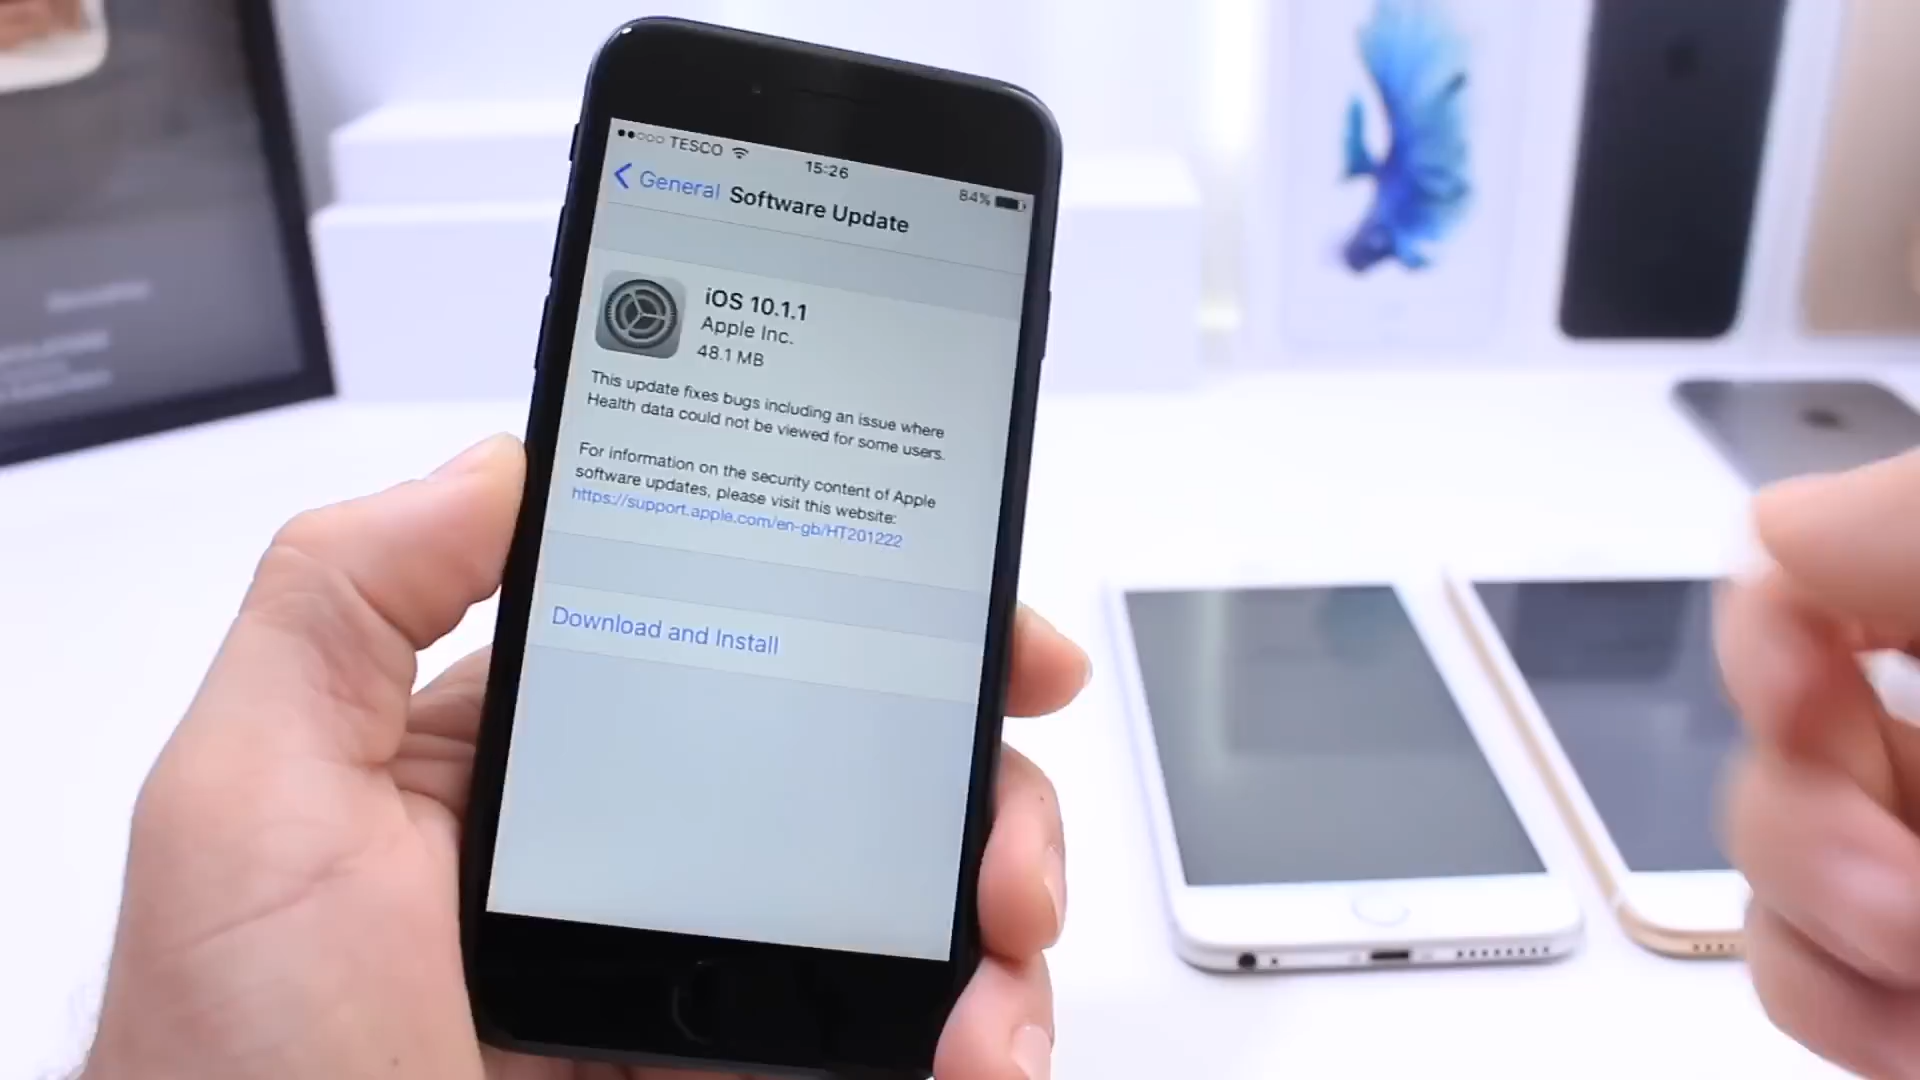 ●●○○○ TESCO 15:26 84%
General Software Update
iOS 10.1.1
Apple Inc.
48.1 MB
This update fixes bugs including an issue where
Health data could not be viewed for some users.
For information on the security content of Apple
software updates, please visit this website:
https://support.apple.com/en-gb/HT201222
Download and Install